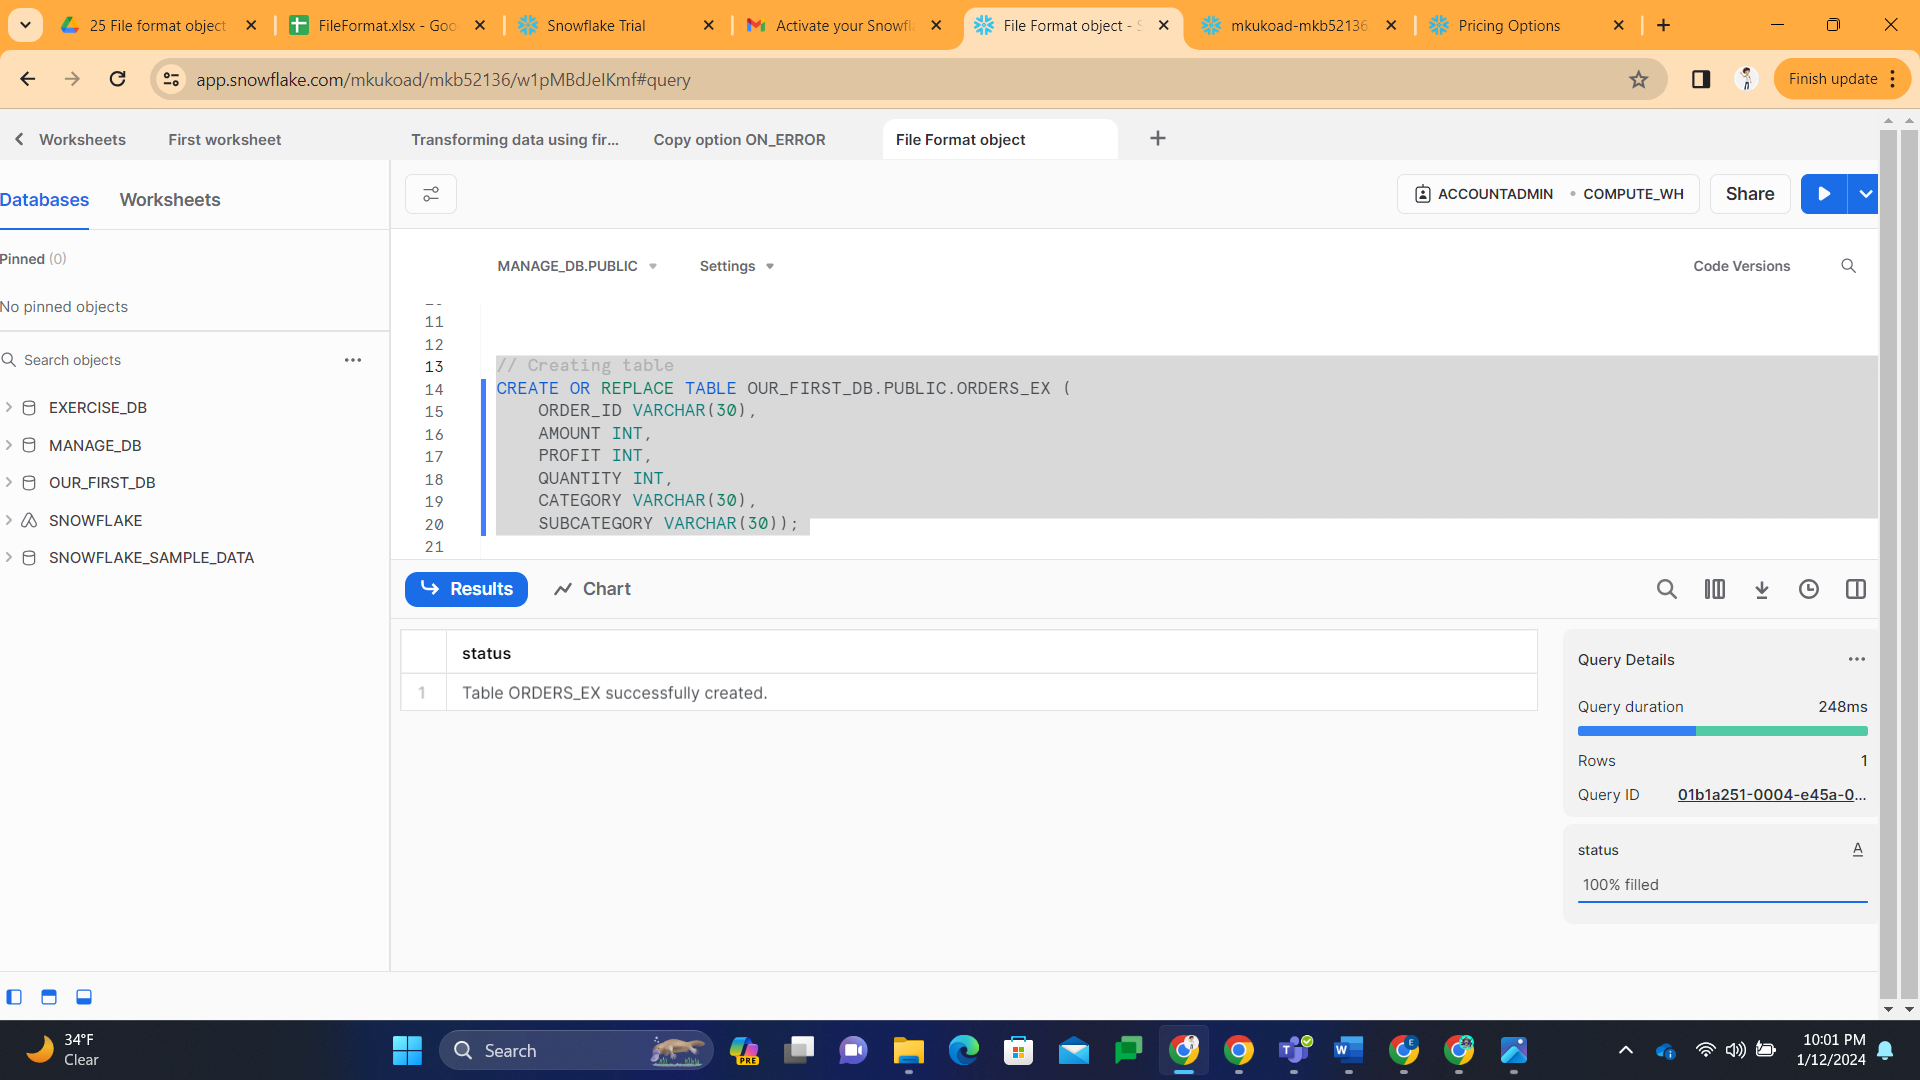 25 File format object
FileFormat.xlsx - Goo
Snowflake Trial
Activate your Snowfl
File Format object - S
mkukoad-mkb52136
Pricing Options
app.snowflake.com/mkukoad/mkb52136/w1pMBdJeIKmf#query
Finish update
Worksheets
First worksheet
Transforming data using fir...
Copy option ON_ERROR
File Format object
Databases
Worksheets
ACCOUNTADMIN
COMPUTE_WH
Share
Pinned (0)
No pinned objects
Search objects
EXERCISE_DB
MANAGE_DB
OUR_FIRST_DB
SNOWFLAKE
SNOWFLAKE_SAMPLE_DATA
MANAGE_DB.PUBLIC
Settings
Code Versions
11
12
13 // Creating table
14 CREATE OR REPLACE TABLE OUR_FIRST_DB.PUBLIC.ORDERS_EX (
15 ORDER_ID VARCHAR(30),
16 AMOUNT INT,
17 PROFIT INT,
18 QUANTITY INT,
19 CATEGORY VARCHAR(30),
20 SUBCATEGORY VARCHAR(30));
21
Results
Chart
status
1 Table ORDERS_EX successfully created.
Query Details
Query duration 248ms
Rows 1
Query ID 01b1a251-0004-e45a-0...
status A
100% filled
34°F
Clear
Search
PRE
10:01 PM
1/12/2024